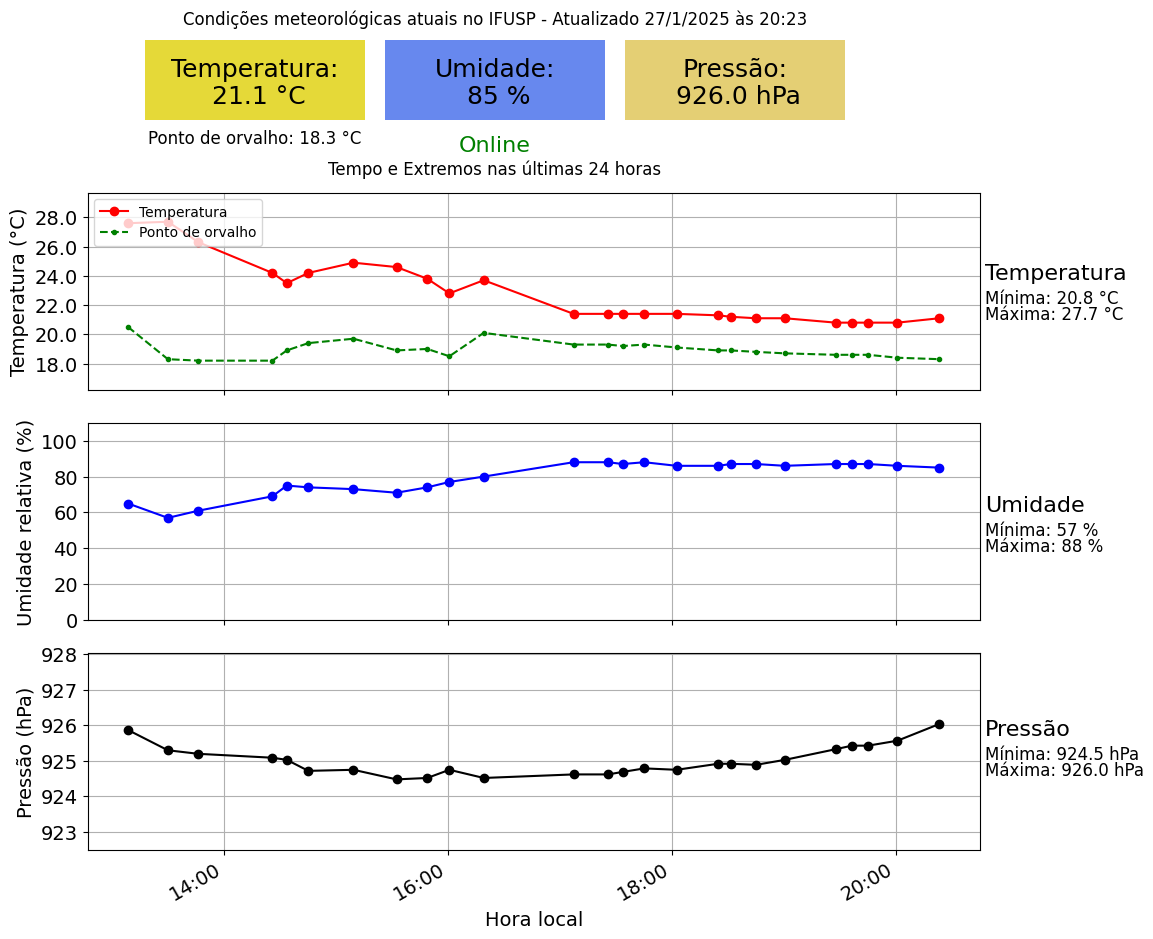 Condições meteorológicas atuais no IFUSP - Atualizado 27/1/2025 às 20:23
Temperatura:
21.1 °C
Umidade:
85 %
Pressão:
926.0 hPa
Ponto de orvalho: 18.3 °C
Online
Tempo e Extremos nas últimas 24 horas
Temperatura (°C)
28.0
26.0
24.0
22.0
20.0
18.0
Temperatura
Ponto de orvalho
Temperatura
Mínima: 20.8 °C
Máxima: 27.7 °C
Umidade relativa (%)
100
80
60
40
20
0
Umidade
Mínima: 57 %
Máxima: 88 %
Pressão (hPa)
928
927
926
925
924
923
Pressão
Mínima: 924.5 hPa
Máxima: 926.0 hPa
14:00
16:00
18:00
20:00
Hora local